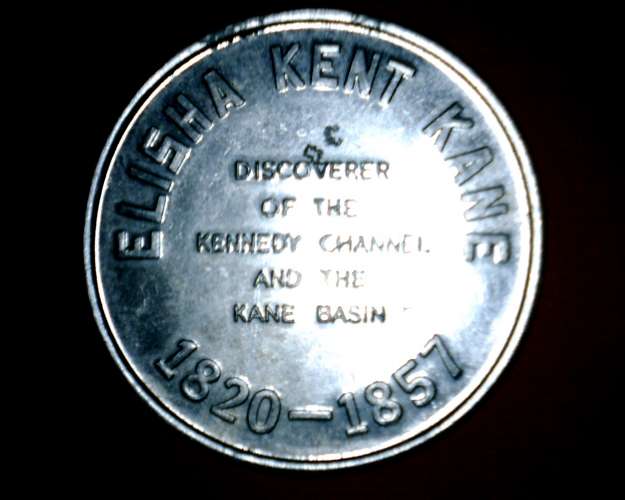 ELISHA KENT KANE
DISCOVERER
OF THE
KENNEDY CHANNEL
AND THE
KANE BASIN
1820-1857